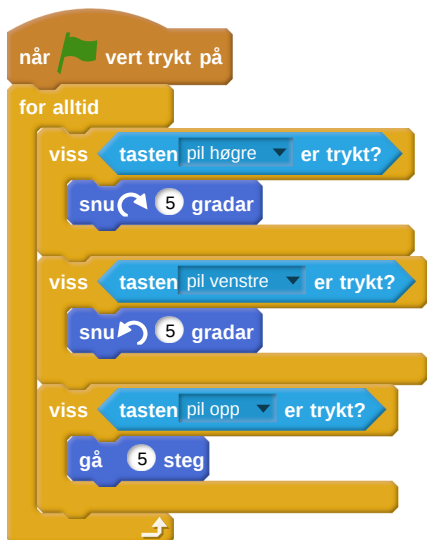 når vert trykt på
for alltid
viss tasten pil høgre er trykt?
snu 5 gradar
viss tasten pil venstre er trykt?
snu 5 gradar
viss tasten pil opp er trykt?
gå 5 steg